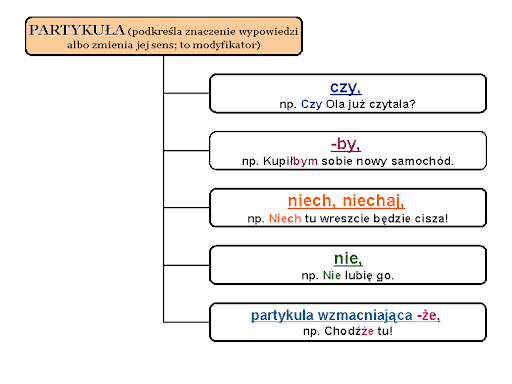 PARTYKUŁA (podkreśla znaczenie wypowiedzi
albo zmienia jej sens; to modyfikator)
czy,
np. Czy Ola już czytała?
-by,
np. Kupiłbym sobie nowy samochód.
niech, niechaj,
np. Niech tu wreszcie będzie cisza!
nie,
np. Nie lubię go.
partykuła wzmacniająca -że,
np. Chodźże tu!